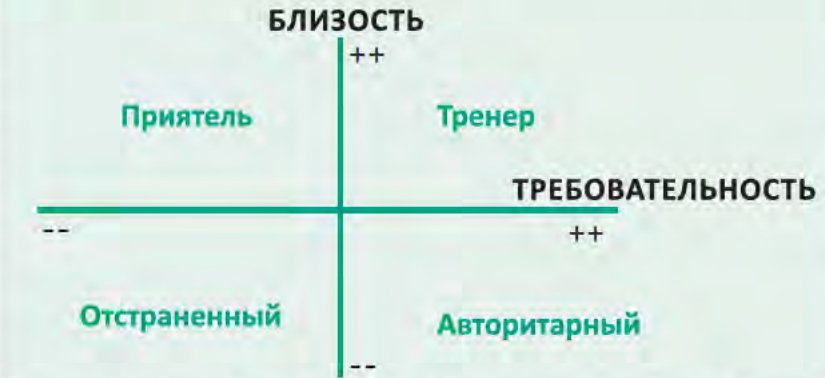 БЛИЗОСТЬ
++
Приятель
Тренер
ТРЕБОВАТЕЛЬНОСТЬ
--
++
Отстраненный
Авторитарный
--